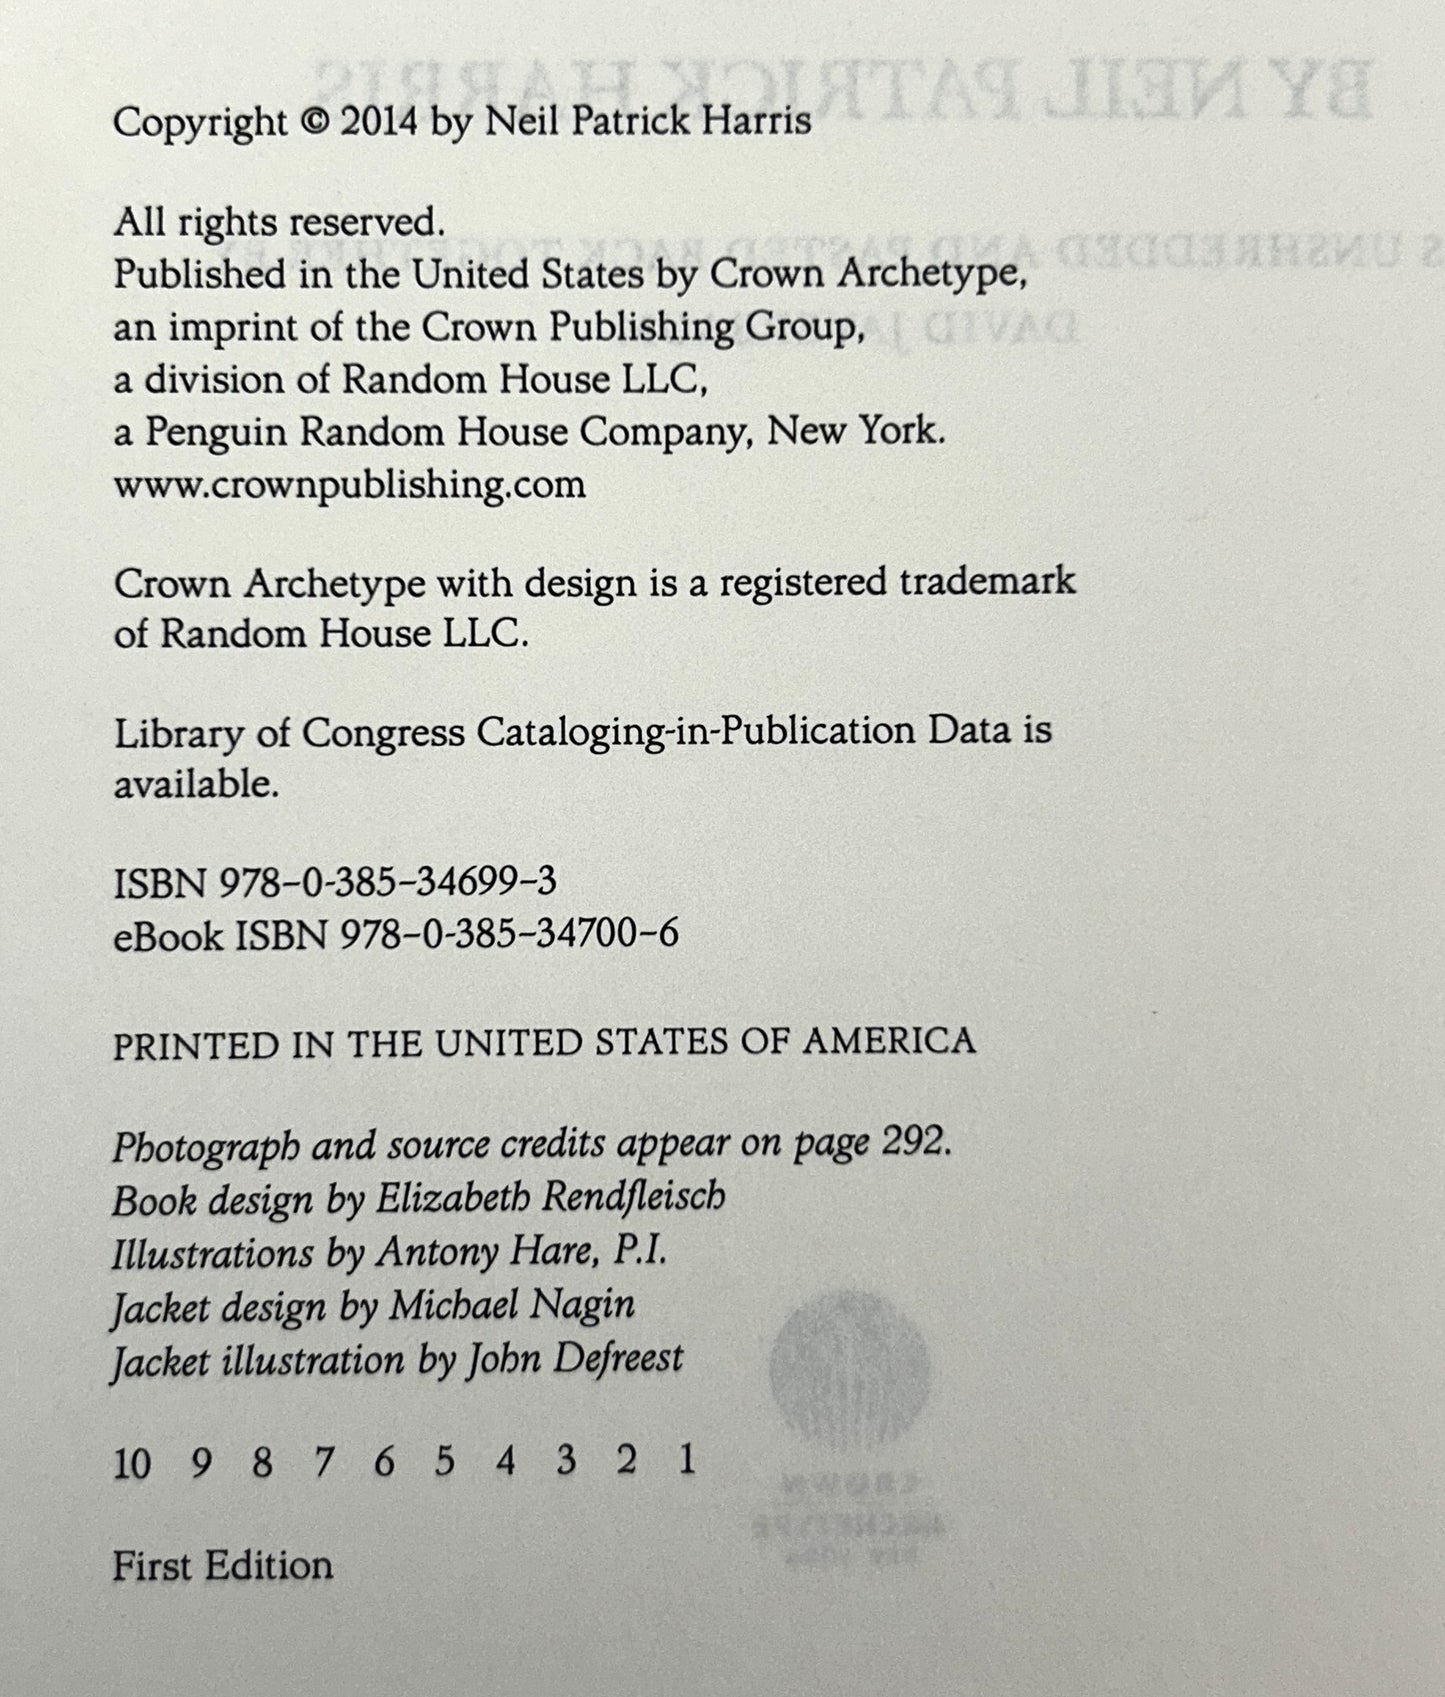 Copyright © 2014 by Neil Patrick Harris
All rights reserved.
Published in the United States by Crown Archetype,
an imprint of the Crown Publishing Group,
a division of Random House LLC,
a Penguin Random House Company, New York.
www.crownpublishing.com
Crown Archetype with design is a registered trademark
of Random House LLC.
Library of Congress Cataloging-in-Publication Data is
available.
ISBN 978–0-385–34699–3
eBook ISBN 978–0-385–34700–6
PRINTED IN THE UNITED STATES OF AMERICA
Photograph and source credits appear on page 292.
Book design by Elizabeth Rendfleisch
Illustrations by Antony Hare, P.I.
Jacket design by Michael Nagin
Jacket illustration by John Defreest
10 9 8 7 6 5 4 3 2 1
First Edition